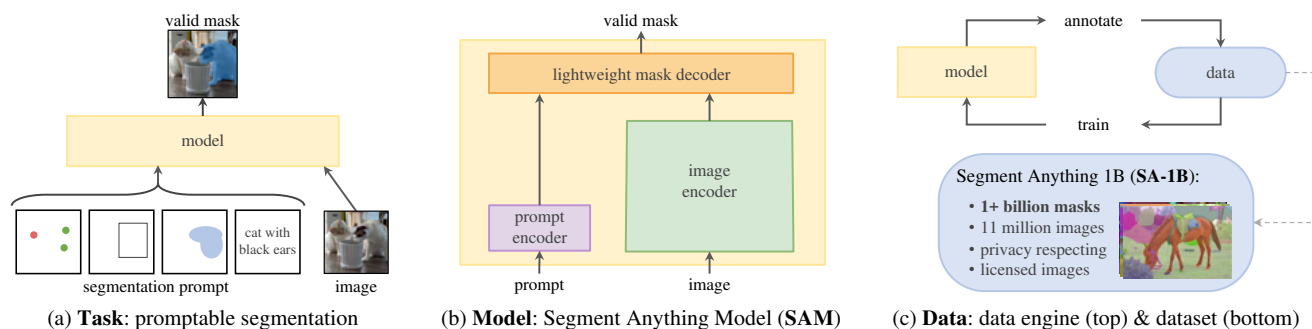 valid mask
model
cat with
black ears
segmentation prompt
image
(a) Task: promptable segmentation
valid mask
lightweight mask decoder
image
encoder
prompt
encoder
prompt
image
(b) Model: Segment Anything Model (SAM)
annotate
model
data
train
Segment Anything 1B (SA-1B):
• 1+ billion masks
• 11 million images
• privacy respecting
• licensed images
(c) Data: data engine (top) & dataset (bottom)